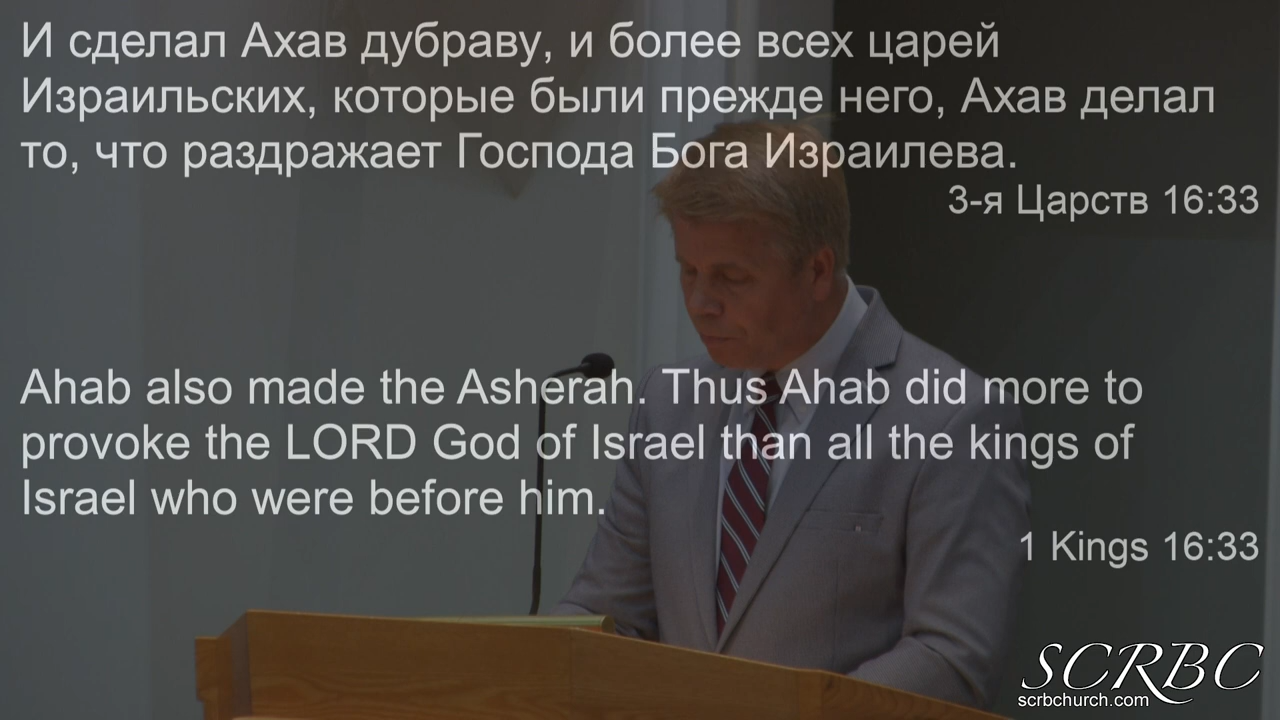 И сделал Ахав дубраву, и более всех царей
Израильских, которые были прежде него, Ахав делал
то, что раздражает Господа Бога Израилева.
3-я Царств 16:33
Ahab also made the Asherah. Thus Ahab did more to
provoke the LORD God of Israel than all the kings of
Israel who were before him.
1 Kings 16:33
SCRBC
scrbchurch.com